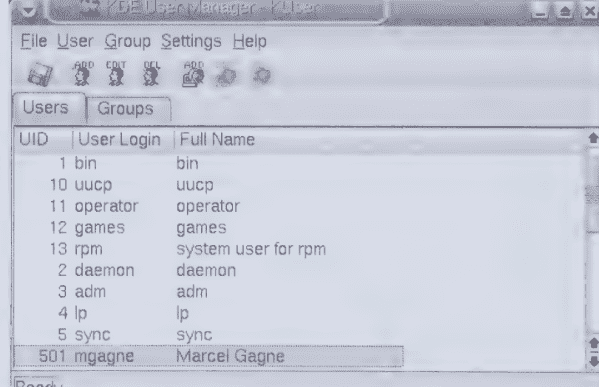 KDE User Manager - KUser
File User Group Settings Help
ADD EDIT DEL ADD
Users Groups
UID User Login Full Name
1 bin bin
10 uucp uucp
11 operator operator
12 games games
13 rpm system user for rpm
2 daemon daemon
3 adm adm
4 lp lp
5 sync sync
501 mgagne Marcel Gagne
Ready